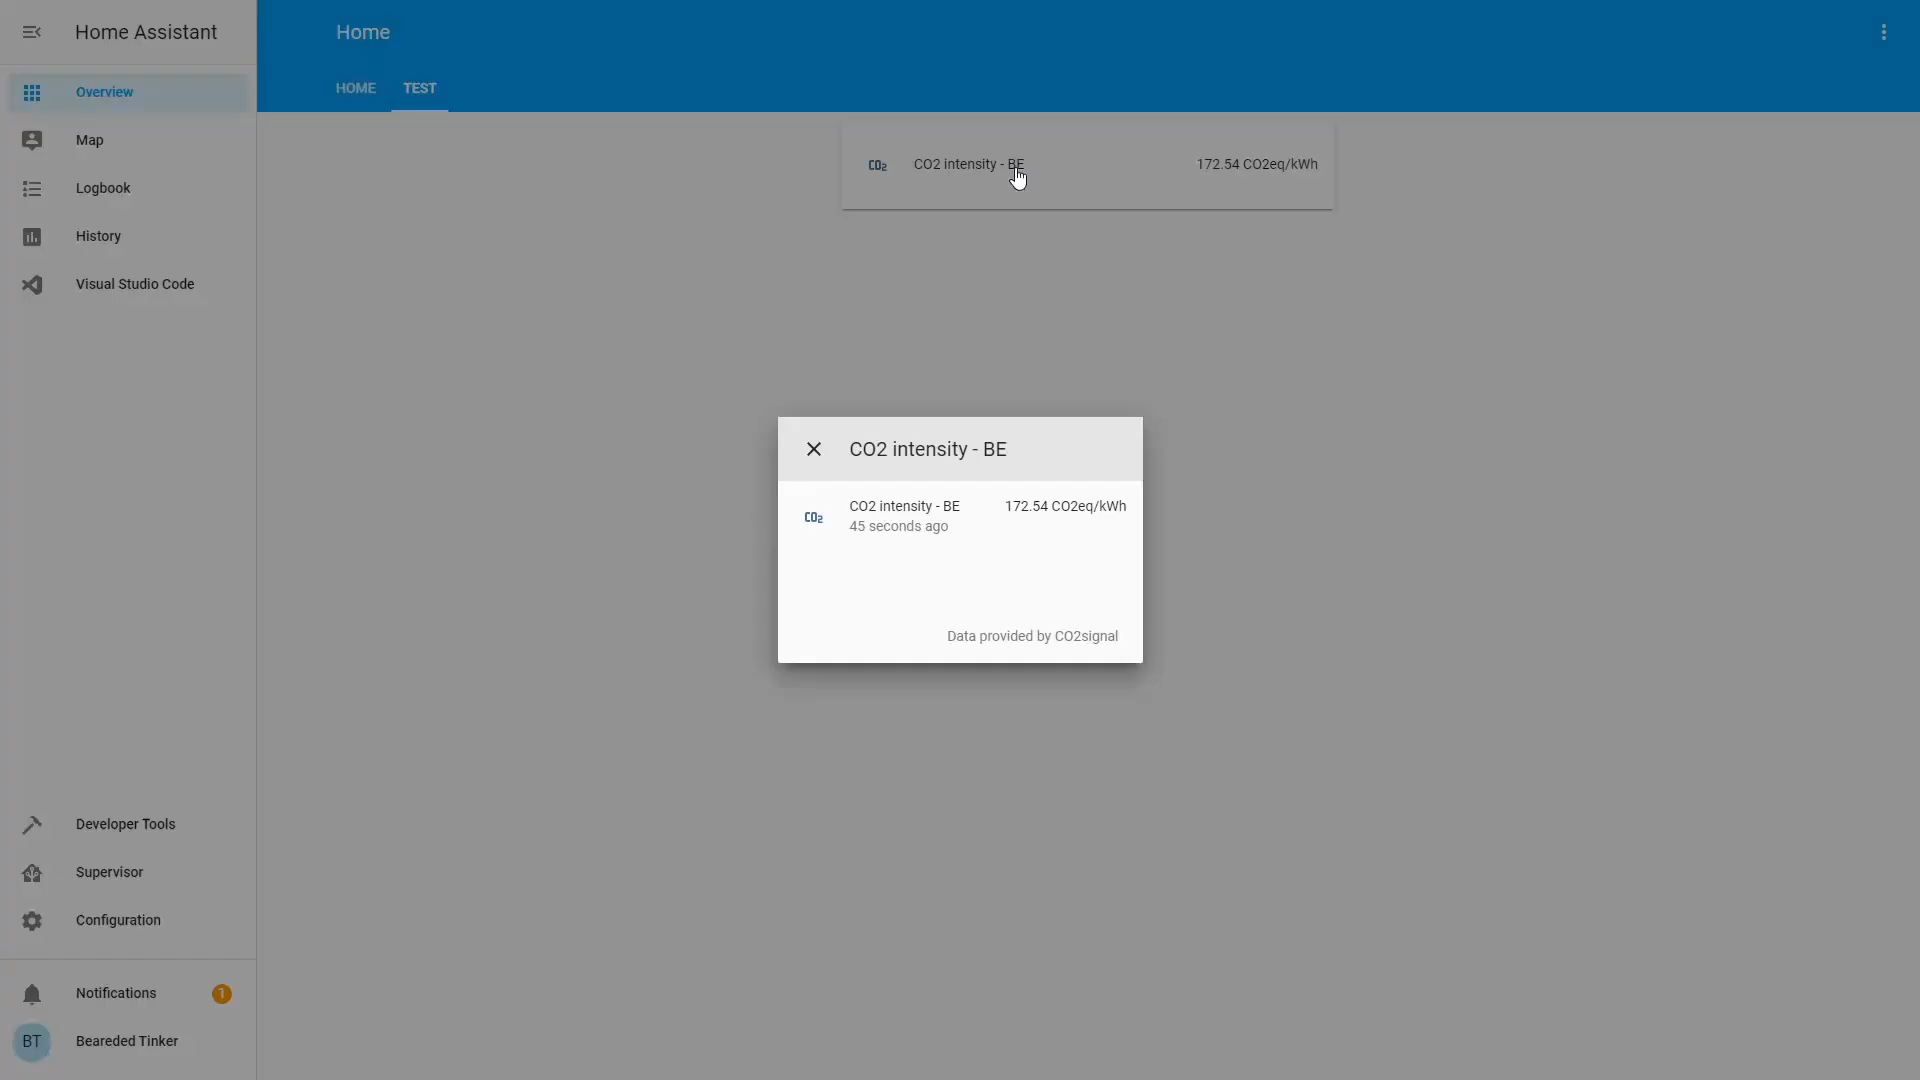 Home Assistant
Home
HOME
TEST
Overview
Map
Logbook
History
Visual Studio Code
CO2 CO2 intensity - BE 172.54 CO2eq/kWh
CO2 intensity - BE
CO2 CO2 intensity - BE 172.54 CO2eq/kWh
45 seconds ago
Data provided by CO2signal
Developer Tools
Supervisor
Configuration
Notifications 1
BT Bearded Tinker